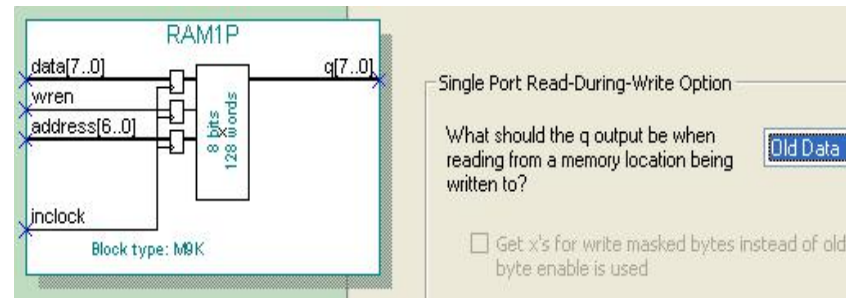 RAM1P
data[7..0]
q[7..0]
wren
address[6..0]
8 bits
x
128 words
inclock
Block type: M9K
Single Port Read-During-Write Option
What should the q output be when
reading from a memory location being
written to?
Old Data
Get x's for write masked bytes instead of old
byte enable is used